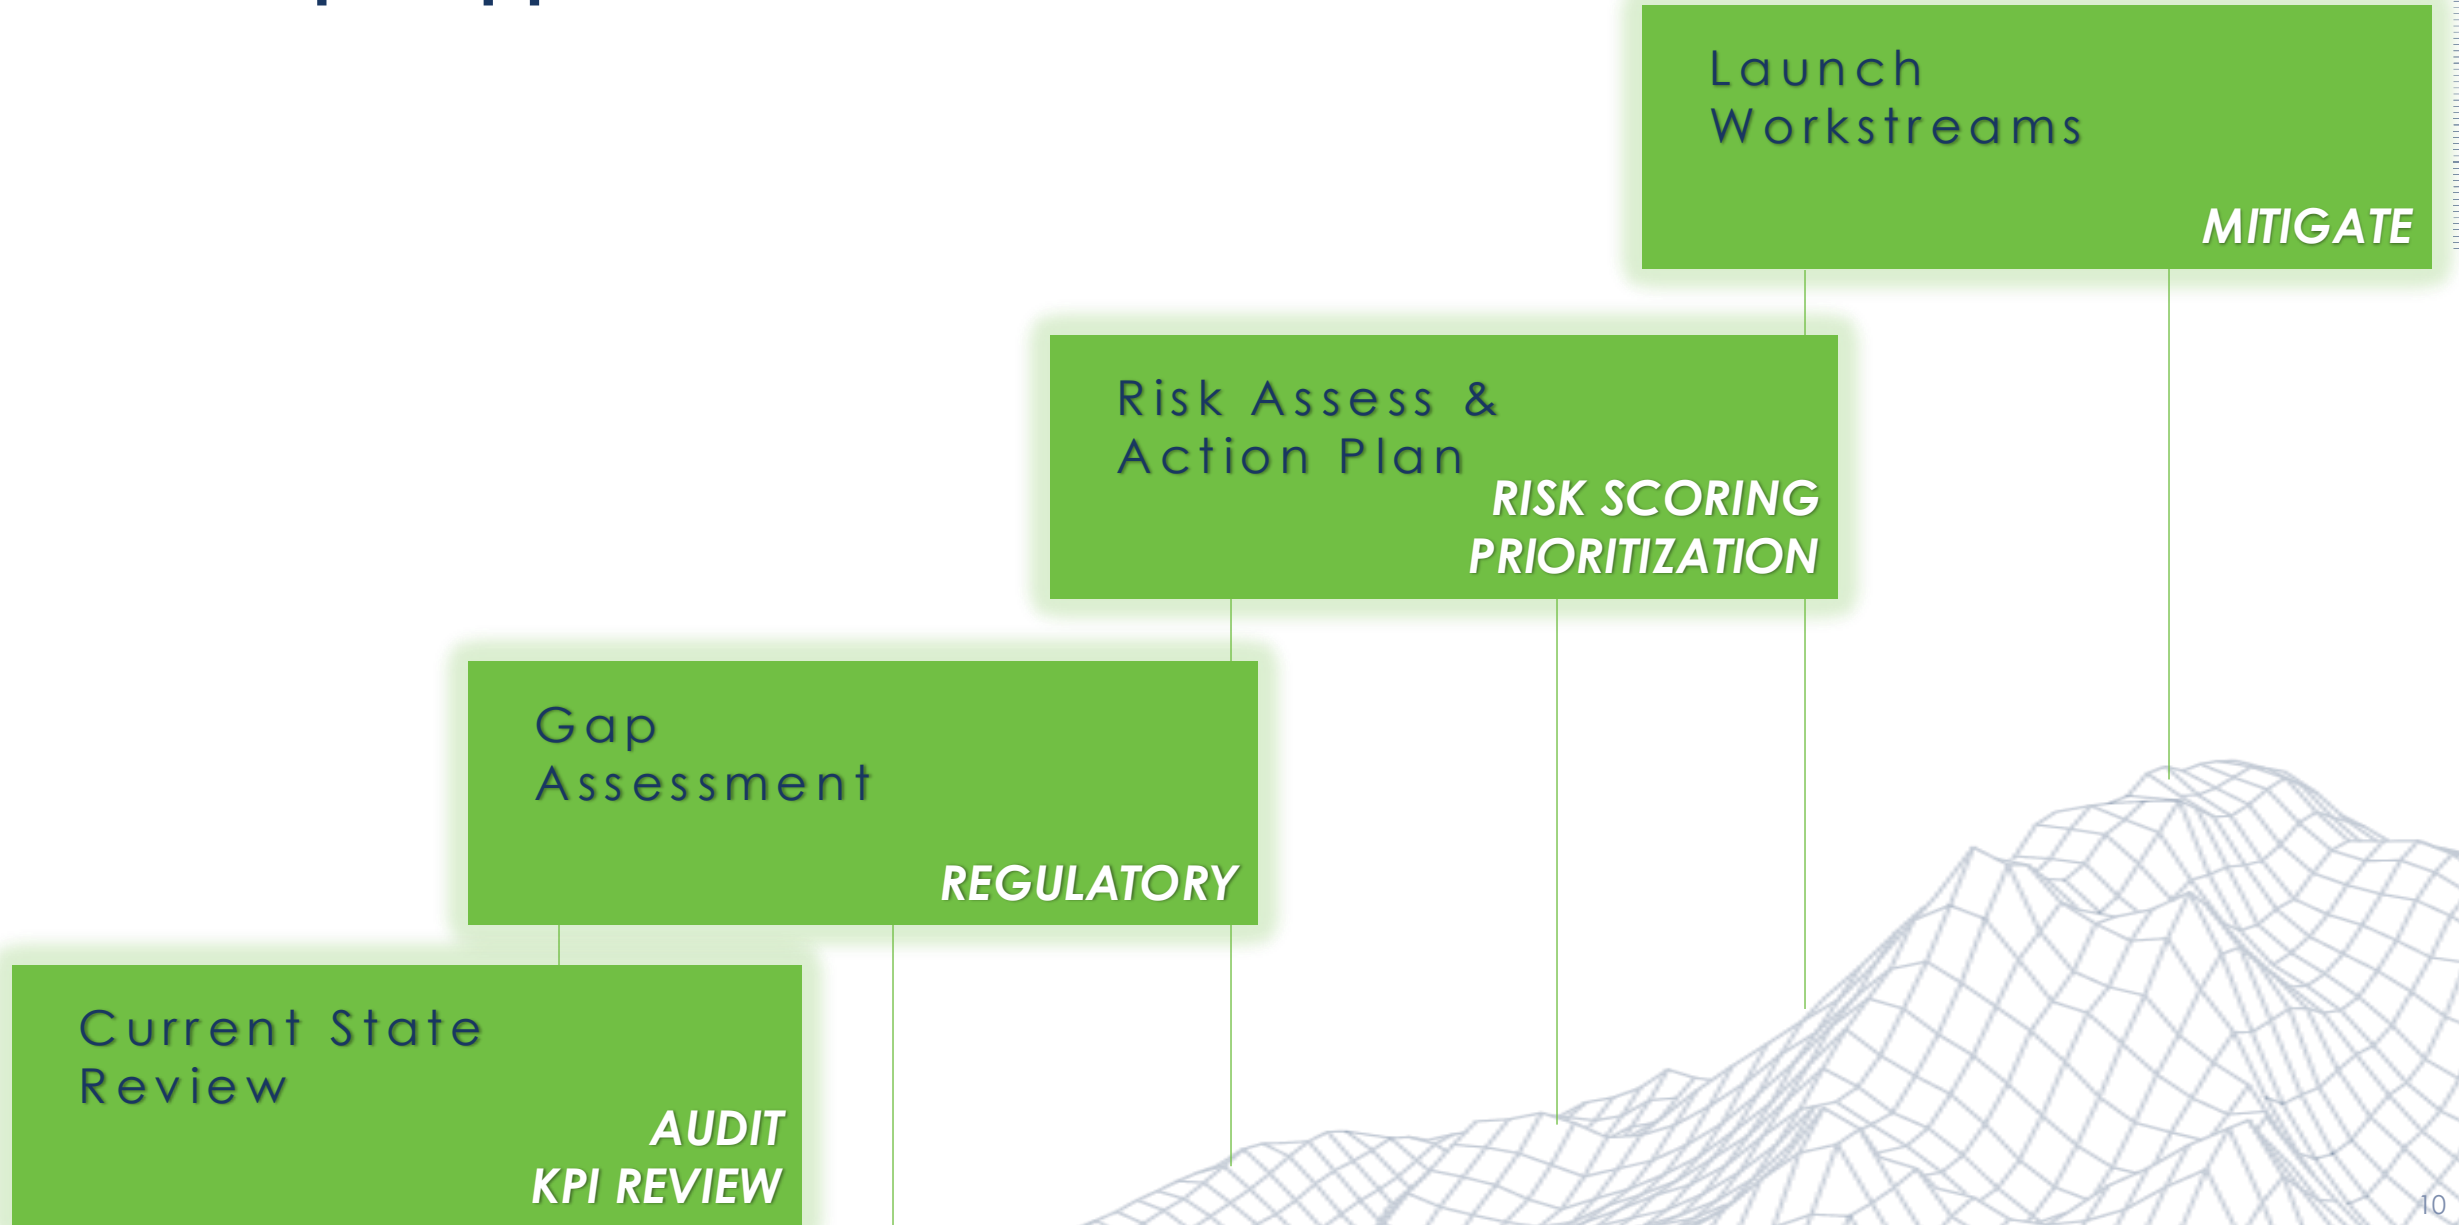 Launch
Workstreams
MITIGATE
Risk Assess &
Action Plan
RISK SCORING
PRIORITIZATION
Gap
Assessment
REGULATORY
Current State
Review
AUDIT
KPI REVIEW
10